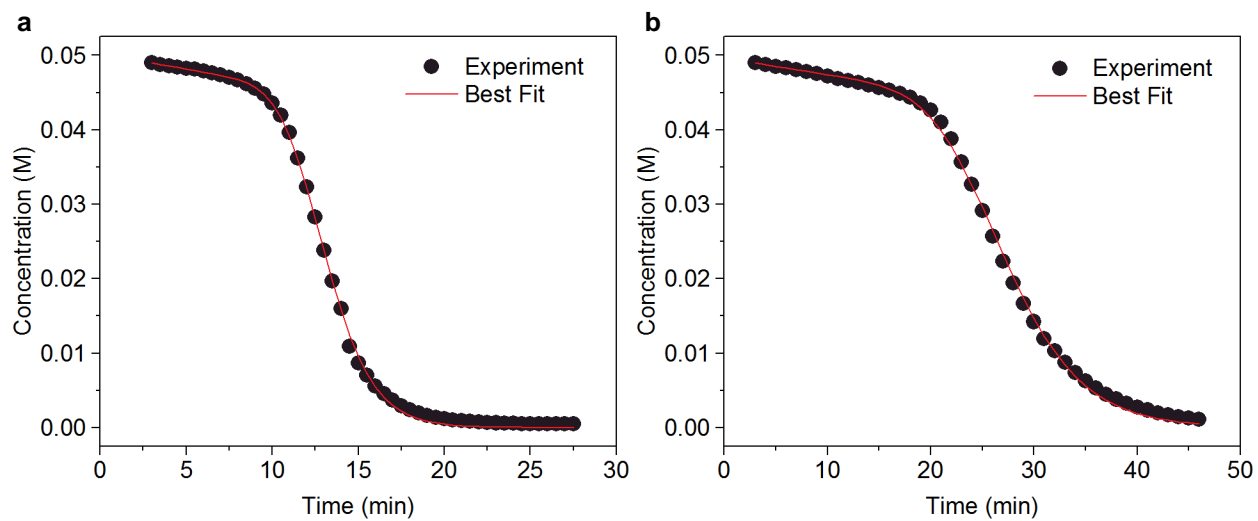 a
Experiment
Best Fit
Concentration (M)
0.05
0.04
0.03
0.02
0.01
0.00
0 5 10 15 20 25 30
Time (min)
b
Experiment
Best Fit
Concentration (M)
0.05
0.04
0.03
0.02
0.01
0.00
0 10 20 30 40 50
Time (min)